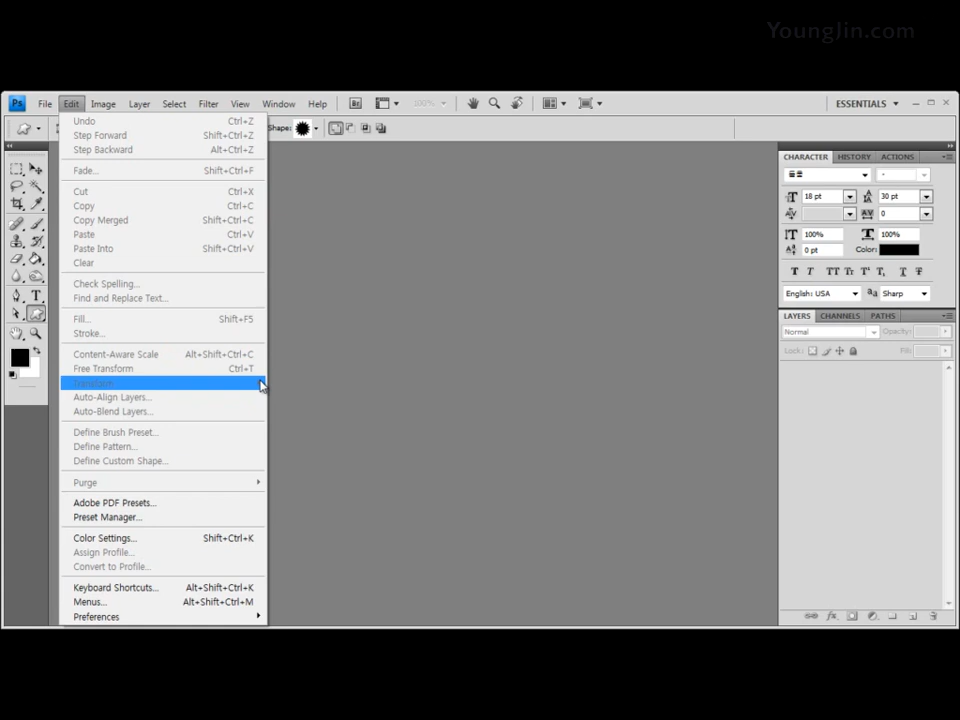 YoungJin.com
Ps File Edit Image Layer Select Filter View Window Help Br 100% ESSENTIALS
Shape:
Undo Ctrl+Z
Step Forward Shift+Ctrl+Z
Step Backward Alt+Ctrl+Z
Fade... Shift+Ctrl+F
Cut Ctrl+X
Copy Ctrl+C
Copy Merged Shift+Ctrl+C
Paste Ctrl+V
Paste Into Shift+Ctrl+V
Clear
Check Spelling...
Find and Replace Text...
Fill... Shift+F5
Stroke...
Content-Aware Scale Alt+Shift+Ctrl+C
Free Transform Ctrl+T
Transform
Auto-Align Layers...
Auto-Blend Layers...
Define Brush Preset...
Define Pattern...
Define Custom Shape...
Purge
Adobe PDF Presets...
Preset Manager...
Color Settings... Shift+Ctrl+K
Assign Profile...
Convert to Profile...
Keyboard Shortcuts... Alt+Shift+Ctrl+K
Menus... Alt+Shift+Ctrl+M
Preferences
CHARACTER HISTORY ACTIONS
돋움 -
18 pt 30 pt
0
100% 100%
0 pt Color:
English: USA aa Sharp
LAYERS CHANNELS PATHS
Normal Opacity:
Lock: Fill: